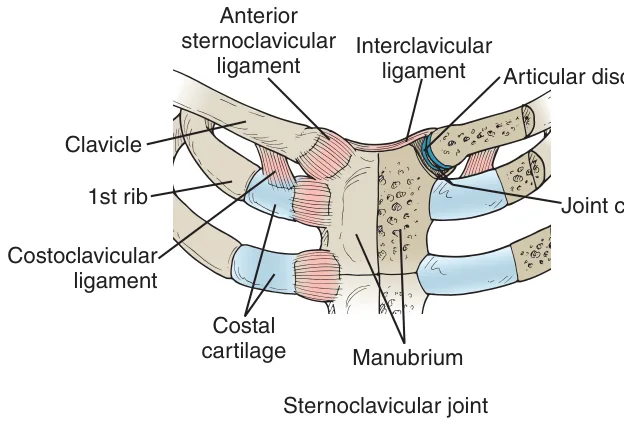 Anterior
sternoclavicular
ligament
Interclavicular
ligament
Articular disc
Clavicle
1st rib
Joint c
Costoclavicular
ligament
Costal
cartilage
Manubrium
Sternoclavicular joint